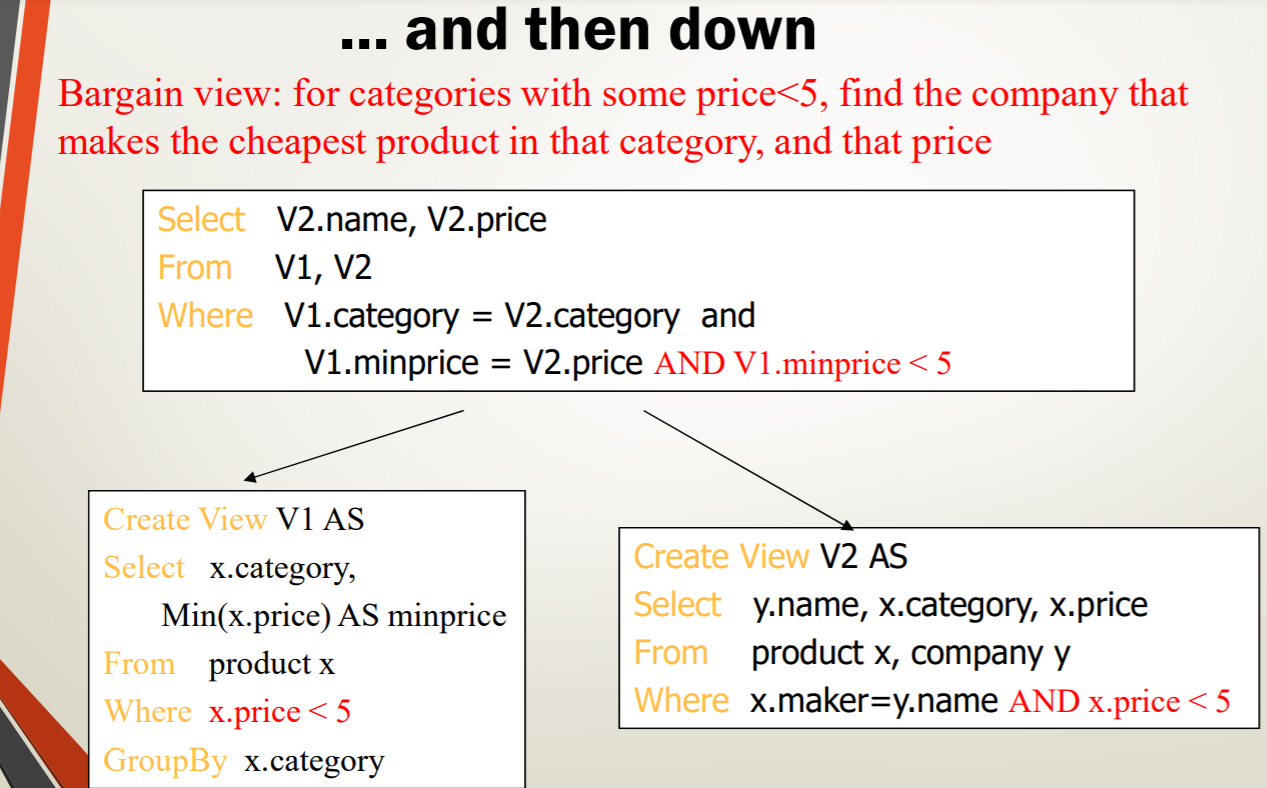 ... and then down
Bargain view: for categories with some price<5, find the company that
makes the cheapest product in that category, and that price
Select V2.name, V2.price
From V1, V2
Where V1.category = V2.category and
V1.minprice = V2.price AND V1.minprice < 5
Create View V1 AS
Select x.category,
Min(x.price) AS minprice
From product x
Where x.price < 5
GroupBy x.category
Create View V2 AS
Select y.name, x.category, x.price
From product x, company y
Where x.maker=y.name AND x.price < 5